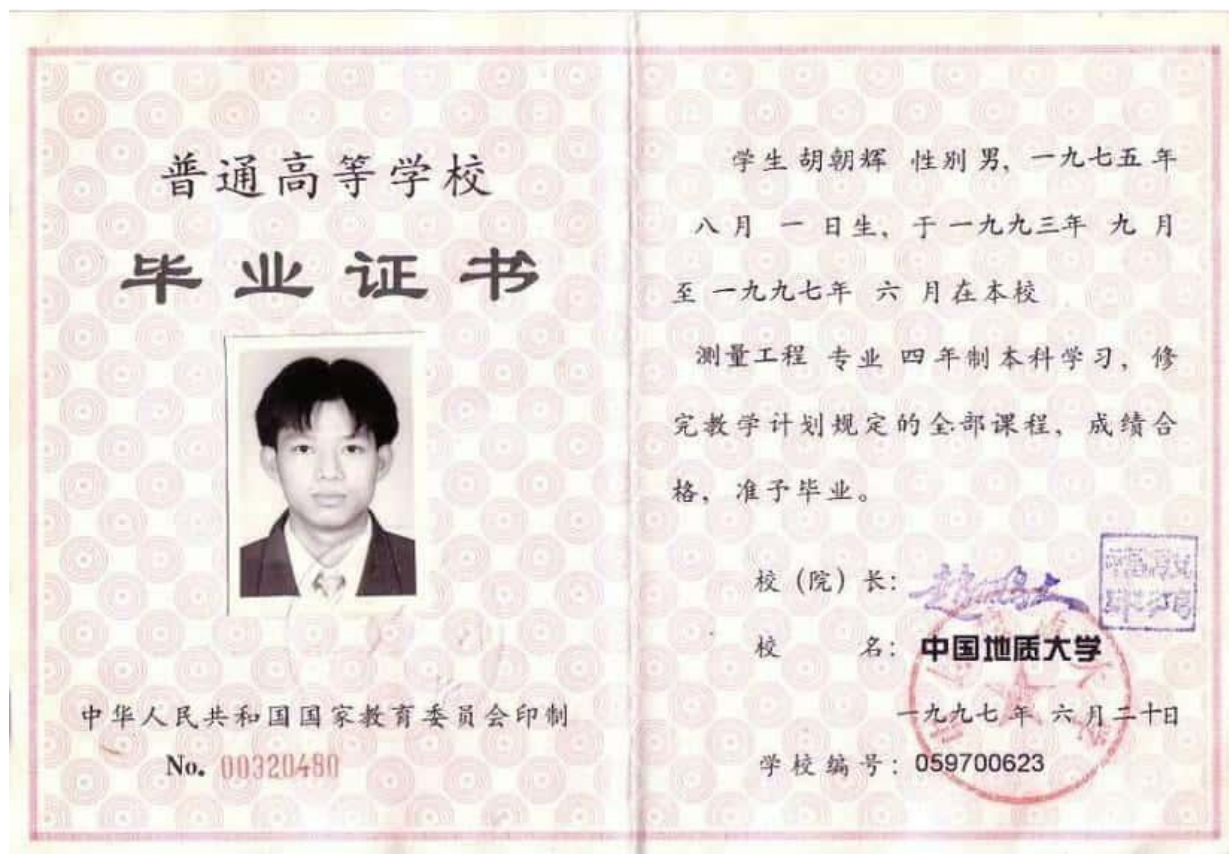 普通高等学校
毕业证书
中华人民共和国国家教育委员会印制
No. 00320480
学生 胡朝辉 性别 男, 一九七五年
八月 一 日生, 于一九九三年 九 月
至 一九九七年 六 月在本校
测量工程 专业 四年制本科学习, 修
完教学计划规定的全部课程, 成绩合
格, 准予毕业。
校(院)长: 赵鹏大
校 名: 中国地质大学
一九九七年 六月二十日
学校编号: 059700623